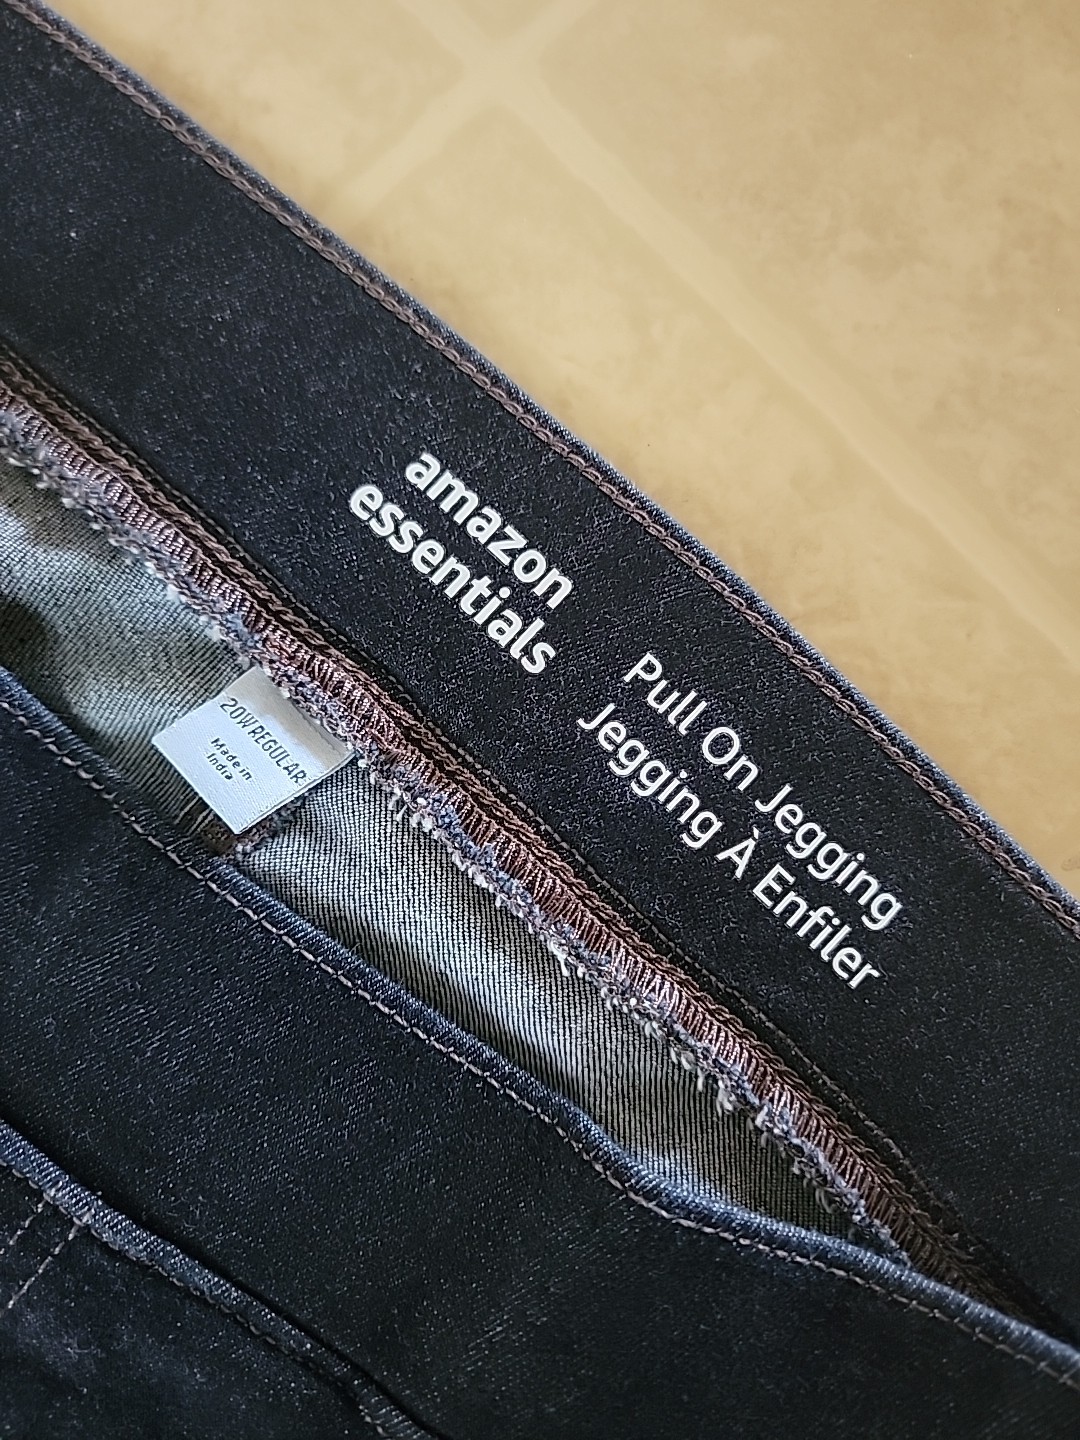 amazon
essentials
Pull On Jegging
Jegging À Enfiler
20W REGULAR
Made in
India